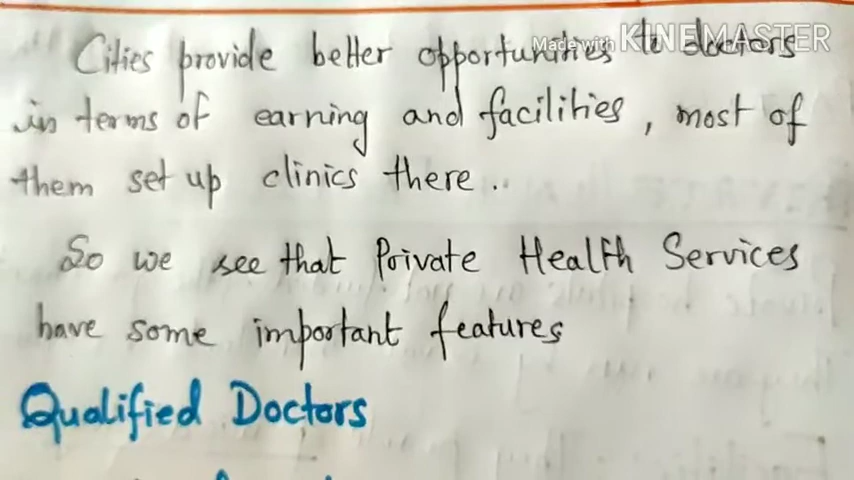 Made with KINEMASTER
Cities provide better opportunities to doctors
in terms of earning and facilities, most of
them set up clinics there..
So we see that Private Health Services
have some important features
Qualified Doctors